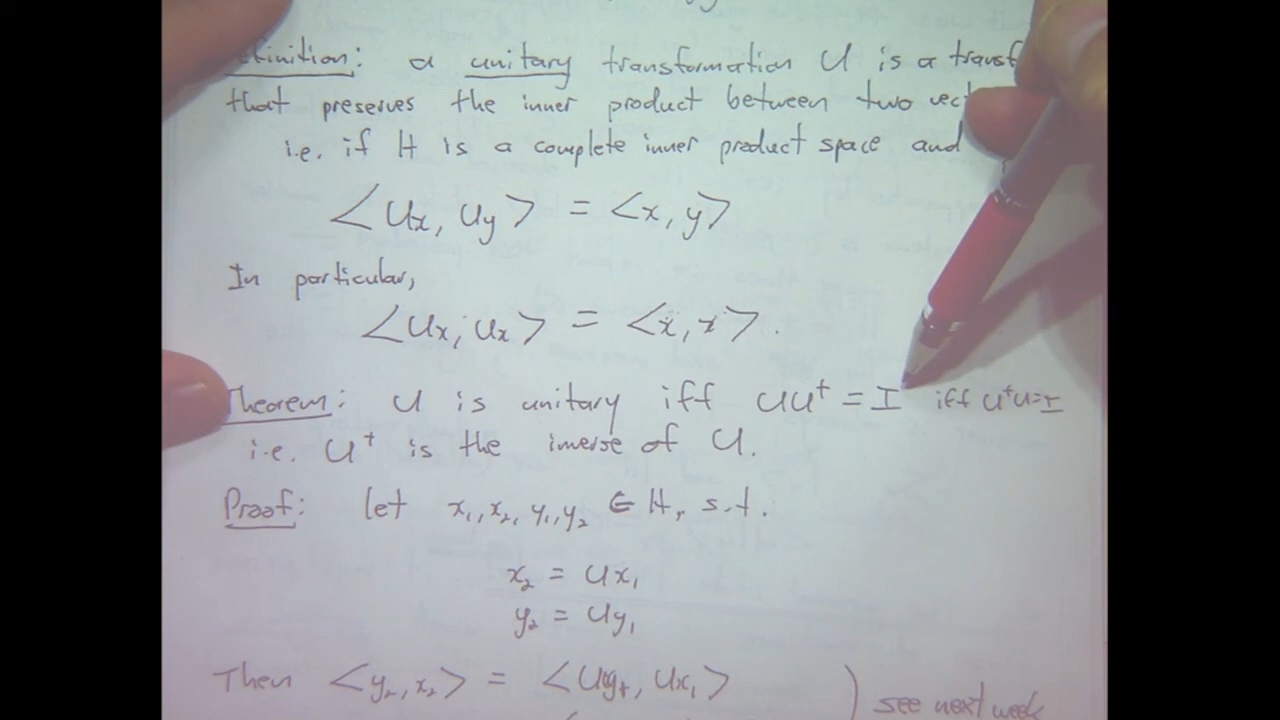 Definition: a unitary transformation U is a transf
that preserves the inner product between two vect
i.e. if H is a complete inner product space and
<Ux, Uy> = <x, y>
In particular,
<Ux, Ux> = <x, x>.
Theorem: U is unitary iff UU† = I iff U†U=I
i.e. U† is the inverse of U.
Proof: let x₁, x₂, y₁, y₂ ∈ H, s.t.
x₂ = Ux₁
y₂ = Uy₁
Then <y₂, x₂> = <Uy₁, Ux₁> ) see next week